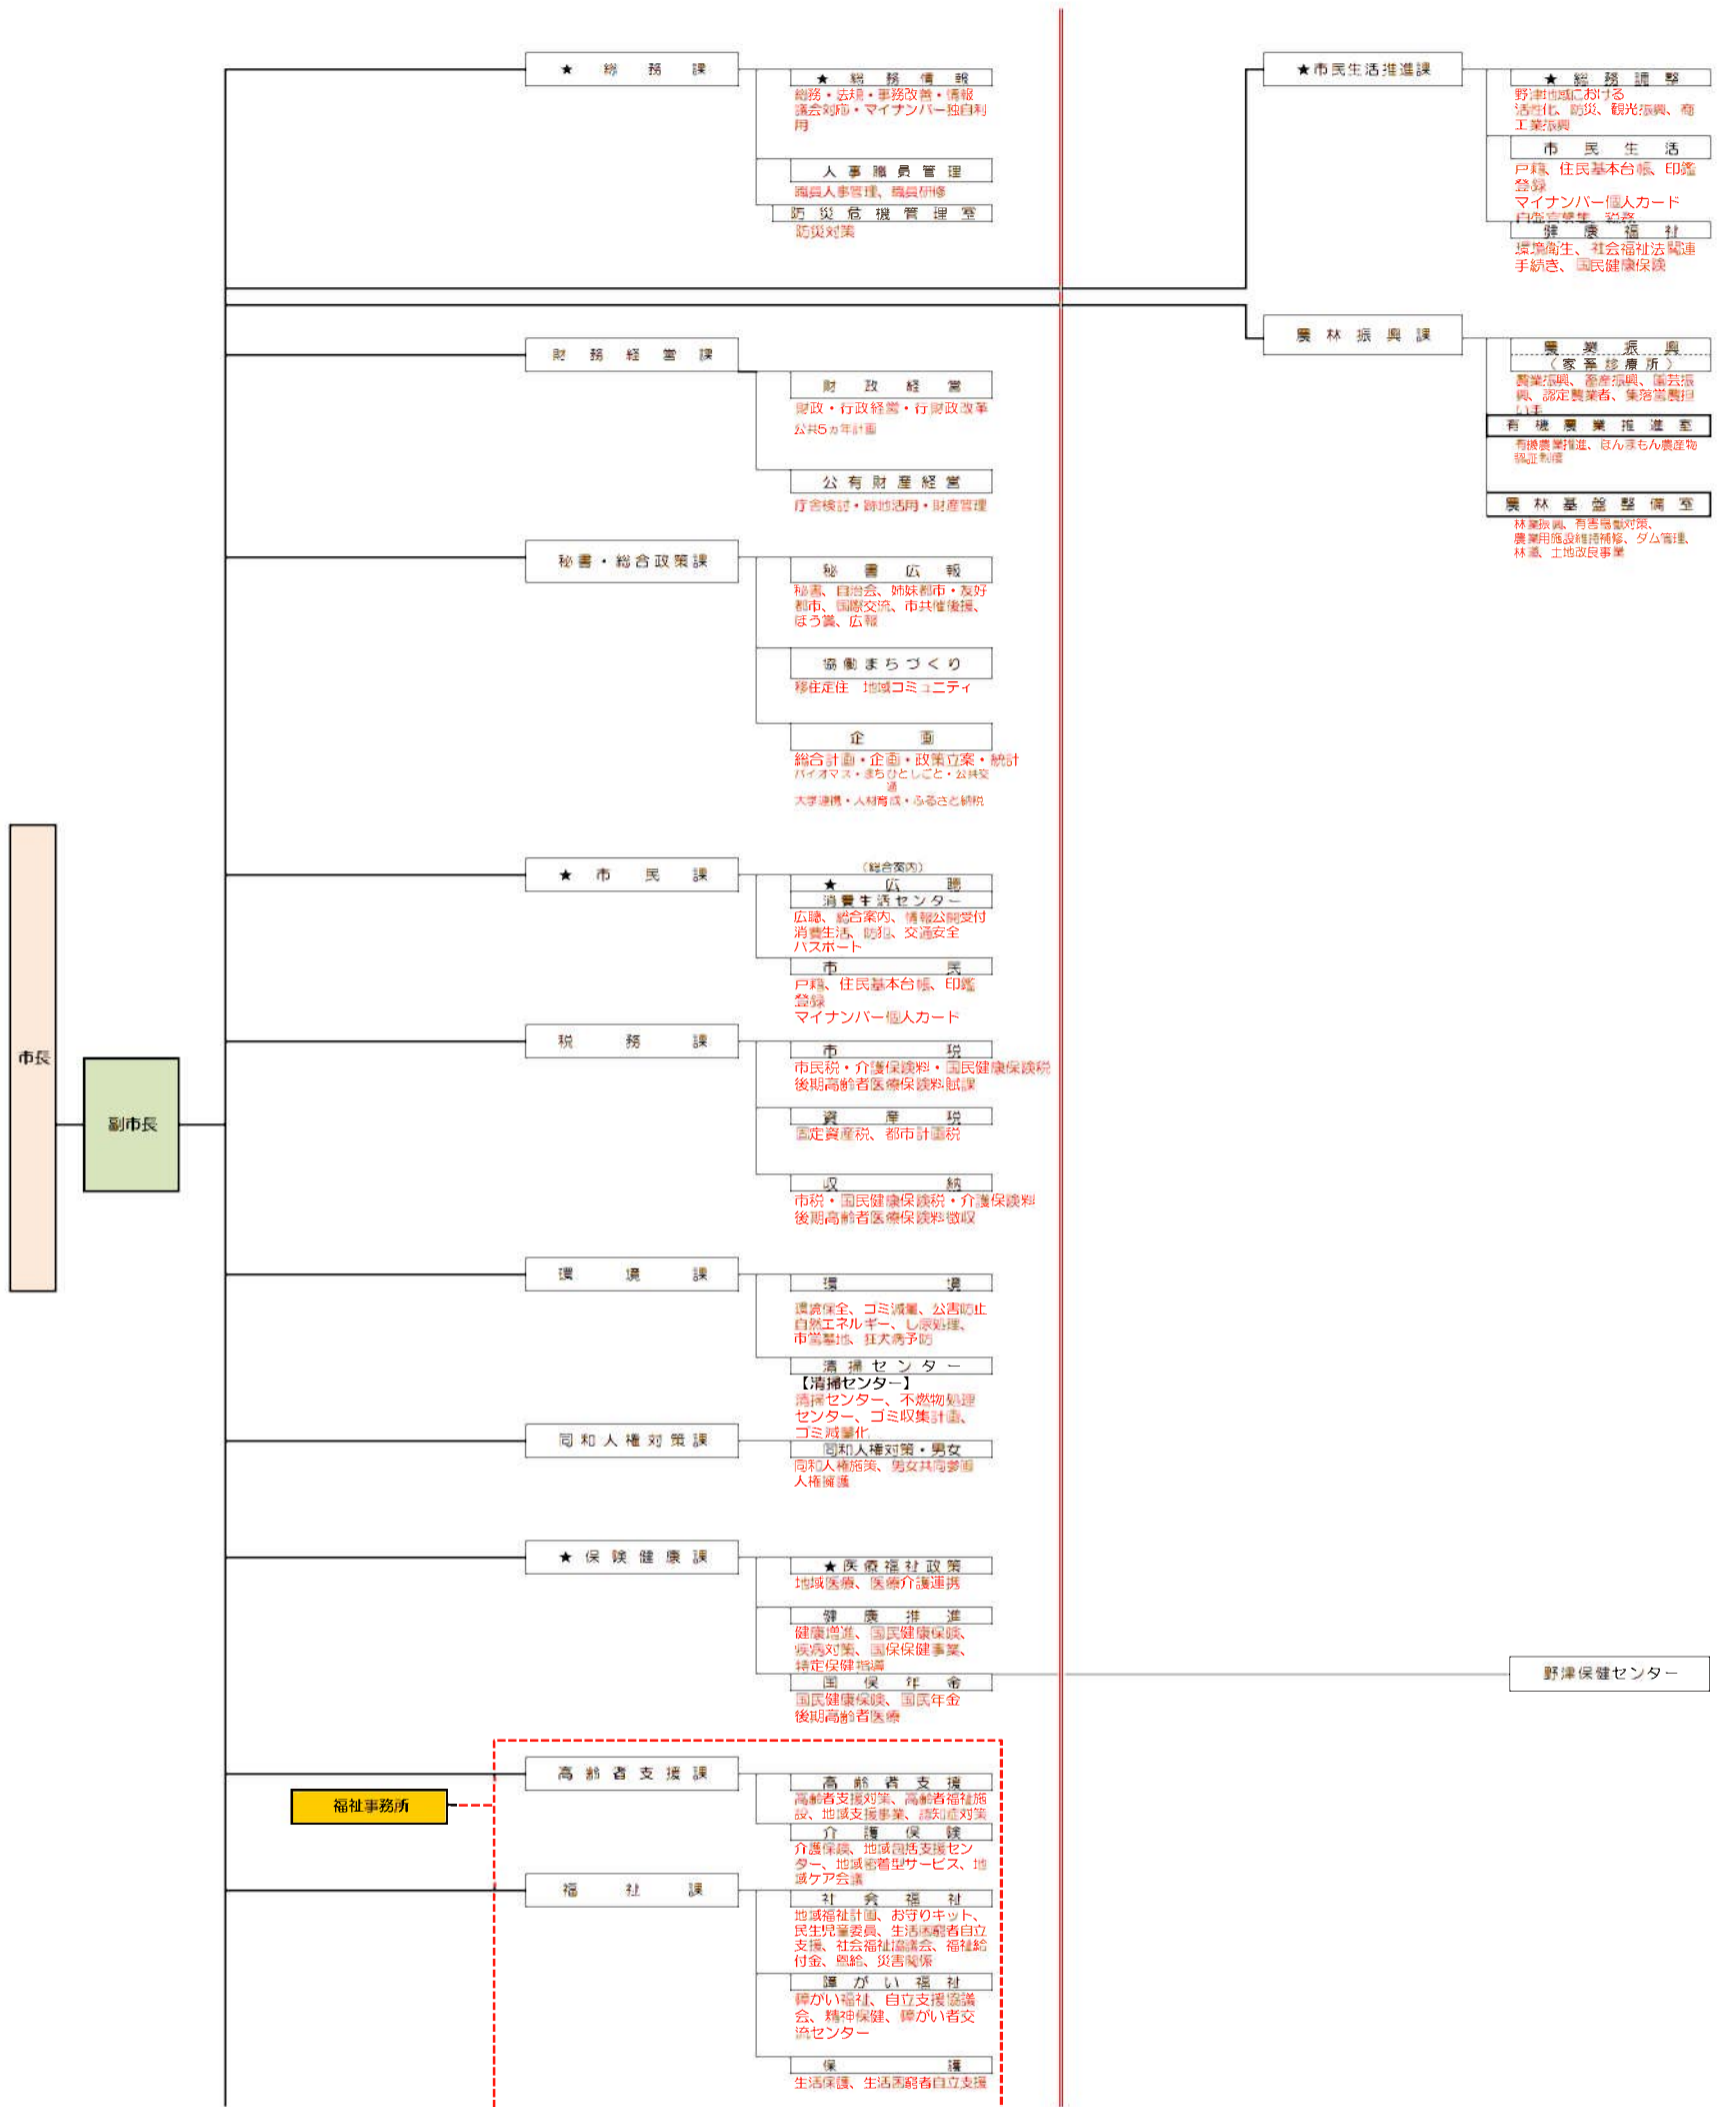 ★ 総務課
★ 総務情報
総務・法規・事務改善・情報
議会対応・マイナンバー独自利
用
人事職員管理
職員人事管理、職員研修
防災危機管理室
防災対策
★市民生活推進課
★ 総務調整
野津地域における
活性化、防災、観光振興、商
工業振興
市民生活
戸籍、住民基本台帳、印鑑
登録
マイナンバー個人カード
健康福祉
環境衛生、社会福祉法関連
手続き、国民健康保険
農林振興課
農業振興
（家畜診療所）
農業振興、畜産振興、園芸振
興、認定農業者、集落営農担
い手
有機農業推進室
有機農業推進、ほんまもん農産物
認証制度
農林基盤整備室
林業振興、有害鳥獣対策、
農業用施設維持補修、ダム管理、
林道、土地改良事業
財務経営課
財政経営
財政・行政経営・行財政改革
公共5ヵ年計画
公有財産経営
庁舎検討・跡地活用・財産管理
秘書・総合政策課
秘書広報
秘書、自治会、姉妹都市・友好
都市、国際交流、市共催後援、
ほう賞、広報
協働まちづくり
移住定住　地域コミュニティ
企画
総合計画・企画・政策立案・統計
バイオマス・まちひとしごと・公共交
通
大学連携・人材育成・ふるさと納税
★ 市民課
（総合案内）
★ 広聴
消費生活センター
広聴、総合案内、情報公開受付
消費生活、防犯、交通安全
パスポート
市民
戸籍、住民基本台帳、印鑑
登録
マイナンバー個人カード
税務課
市税
市民税・介護保険料・国民健康保険税
後期高齢者医療保険料賦課
資産税
固定資産税、都市計画税
収納
市税・国民健康保険税・介護保険料
後期高齢者医療保険料徴収
市長
副市長
環境課
環境
環境保全、ゴミ減量、公害防止
自然エネルギー、し尿処理、
市営墓地、狂犬病予防
清掃センター
【清掃センター】
清掃センター、不燃物処理
センター、ゴミ収集計画、
ゴミ減量化
同和人権対策課
同和人権対策・男女
同和人権施策、男女共同参画
人権擁護
★保険健康課
★医療福祉政策
地域医療、医療介護連携
健康推進
健康増進、国民健康保険、
疾病対策、国保保健事業、
特定保健指導
国保年金
国民健康保険、国民年金
後期高齢者医療
野津保健センター
高齢者支援課
高齢者支援
高齢者支援対策、高齢者福祉施
設、地域支援事業、認知症対策
介護保険
介護保険、地域包括支援セン
ター、地域密着型サービス、地
域ケア会議
福祉事務所
福祉課
社会福祉
地域福祉計画、お守りキット、
民生児童委員、生活困窮者自立
支援、社会福祉協議会、福祉給
付金、恩給、災害関係
障がい福祉
障がい福祉、自立支援協議
会、精神保健、障がい者交
流センター
保護
生活保護、生活困窮者自立支援